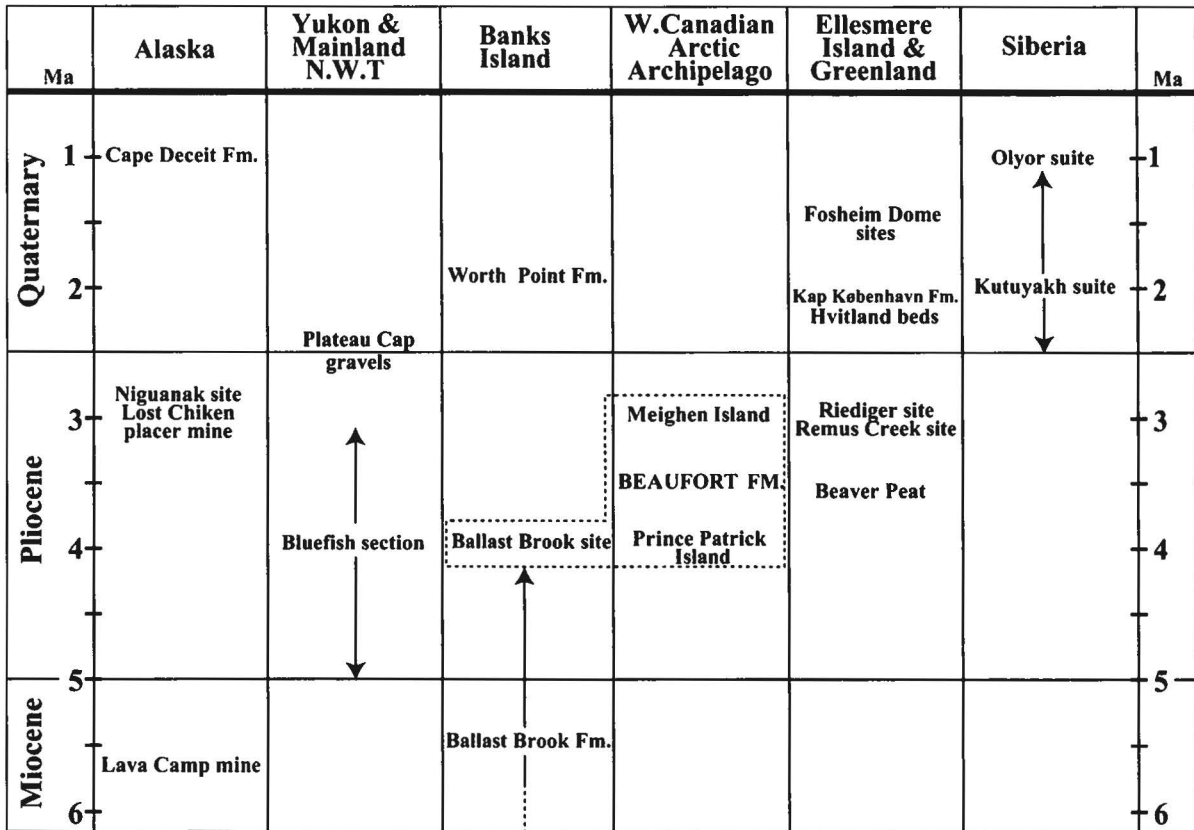 Ma
Alaska
Yukon &
Mainland
N.W.T
Banks
Island
W.Canadian
Arctic
Archipelago
Ellesmere
Island &
Greenland
Siberia
Ma
Quaternary
Pliocene
Miocene
1
2
3
4
5
6
Cape Deceit Fm.
Niguanak site
Lost Chiken
placer mine
Lava Camp mine
Plateau Cap
gravels
Bluefish section
Worth Point Fm.
Ballast Brook site
Ballast Brook Fm.
Meighen Island
BEAUFORT FM.
Prince Patrick
Island
Fosheim Dome
sites
Kap København Fm.
Hvitland beds
Riediger site
Remus Creek site
Beaver Peat
Olyor suite
Kutuyakh suite
1
2
3
4
5
6